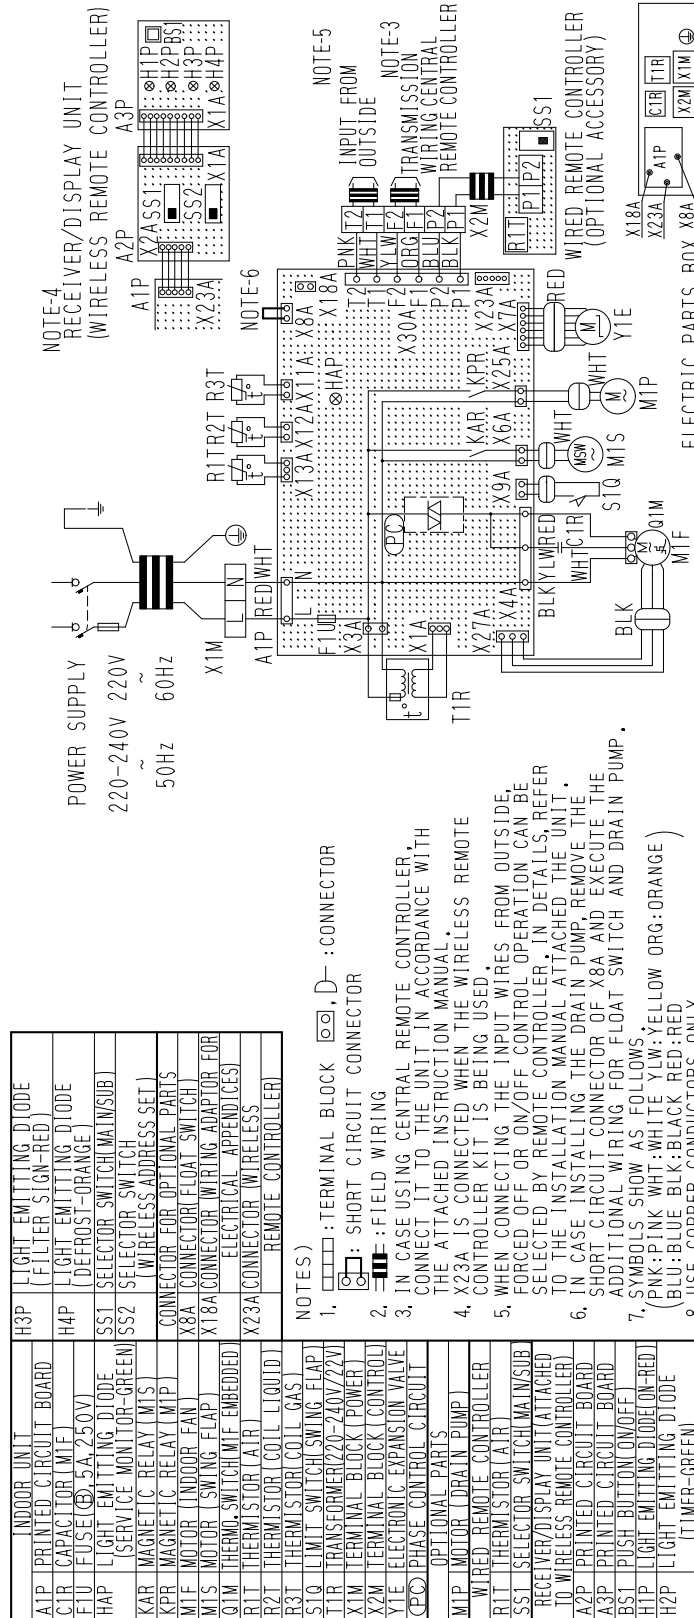 INDOOR UNIT
A1P PRINTED CIRCUIT BOARD
C1R CAPACITOR(M1F)
F1U FUSE(Ⓑ,5A,250V)
HAP LIGHT EMITTING DIODE
(SERVICE MONITOR-GREEN)
KAR MAGNETIC RELAY(M1S)
KPR MAGNETIC RELAY(M1P)
M1F MOTOR(INDOOR FAN)
M1S MOTOR(SWING FLAP)
Q1M THERMO.SWITCH(M1F EMBEDDED)
R1T THERMISTOR(AIR)
R2T THERMISTOR(COIL LIQUID)
R3T THERMISTOR(COIL GAS)
S1Q LIMIT SWITCH(SWING FLAP)
T1R TRANSFORMER(220-240V/22V)
X1M TERMINAL BLOCK(POWER)
X2M TERMINAL BLOCK(CONTROL)
Y1E ELECTRONIC EXPANSION VALVE
PC PHASE CONTROL CIRCUIT
OPTIONAL PARTS
M1P MOTOR(DRAIN PUMP)
WIRED REMOTE CONTROLLER
R1T THERMISTOR(AIR)
SS1 SELECTOR SWITCH(MAIN/SUB)
RECEIVER/DISPLAY UNIT(ATTACHED
TO WIRELESS REMOTE CONTROLLER)
A2P PRINTED CIRCUIT BOARD
A3P PRINTED CIRCUIT BOARD
BS1 PUSH BUTTON(ON/OFF)
H1P LIGHT EMITTING DIODE(ON-RED)
H2P LIGHT EMITTING DIODE
(TIMER-GREEN)
H3P LIGHT EMITTING DIODE
(FILTER SIGN-RED)
H4P LIGHT EMITTING DIODE
(DEFROST-ORANGE)
SS1 SELECTOR SWITCH(MAIN/SUB)
SS2 SELECTOR SWITCH
(WIRELESS ADDRESS SET)
CONNECTOR FOR OPTIONAL PARTS
X8A CONNECTOR(FLOAT SWITCH)
X18A CONNECTOR(WIRING ADAPTOR FOR
ELECTRICAL APPENDICES)
X23A CONNECTOR(WIRELESS
REMOTE CONTROLLER)
NOTES)
1. :TERMINAL BLOCK , :CONNECTOR
: SHORT CIRCUIT CONNECTOR
2. :FIELD WIRING
3. IN CASE USING CENTRAL REMOTE CONTROLLER,
CONNECT IT TO THE UNIT IN ACCORDANCE WITH
THE ATTACHED INSTRUCTION MANUAL.
4. X23A IS CONNECTED WHEN THE WIRELESS REMOTE
CONTROLLER KIT IS BEING USED.
5. WHEN CONNECTING THE INPUT WIRES FROM OUTSIDE,
FORCED OFF OR ON/OFF CONTROL OPERATION CAN BE
SELECTED BY REMOTE CONTROLLER. IN DETAILS, REFER
TO THE INSTALLATION MANUAL ATTACHED THE UNIT.
6. IN CASE INSTALLING THE DRAIN PUMP,REMOVE THE
SHORT CIRCUIT CONNECTOR OF X8A AND EXECUTE THE
ADDITIONAL WIRING FOR FLOAT SWITCH AND DRAIN PUMP.
7. SYMBOLS SHOW AS FOLLOWS.
(PNK:PINK WHT:WHITE YLW:YELLOW ORG:ORANGE
BLU:BLUE BLK:BLACK RED:RED)
8. USE COPPER CONDUCTORS ONLY
POWER SUPPLY
220-240V 220V
~ ~
50Hz 60Hz
X1M
L N
A1P RED WHT
L N
F1U
X3A
X1A
T1R
t°
X27A
X4A
BLK YLW RED
WHT C1R
BLK
M ~
Q1M
M1F
PC
R1T R2T R3T
t° t° t°
X13A X12A X11A
HAP
NOTE-6
X8A
X18A
KAR
KPR
X9A
X6A
X25A
X7A
X23A
S1Q
WHT
MSW ~
M1S
WHT
M ~
M1P
RED
M
Y1E
X30A
T2 T1 F2 F1 P2 P1
PNK WHT YLW ORG BLU BLK
T2 T1 F2 F1 P2 P1
X2M
INPUT FROM
OUTSIDE
NOTE-5
TRANSMISSION
WIRING CENTRAL
REMOTE CONTROLLER
NOTE-3
R1T
P1 P2
SS1
WIRED REMOTE CONTROLLER
(OPTIONAL ACCESSORY)
NOTE-4
RECEIVER/DISPLAY UNIT
(WIRELESS REMOTE CONTROLLER)
A1P
X23A
A2P
X2A
SS1
SS2
X1A
A3P
X1A
H1P
H2P
BS1
H3P
H4P
X18A
X23A
X8A
A1P
C1R T1R
X2M X1M
ELECTRIC PARTS BOX